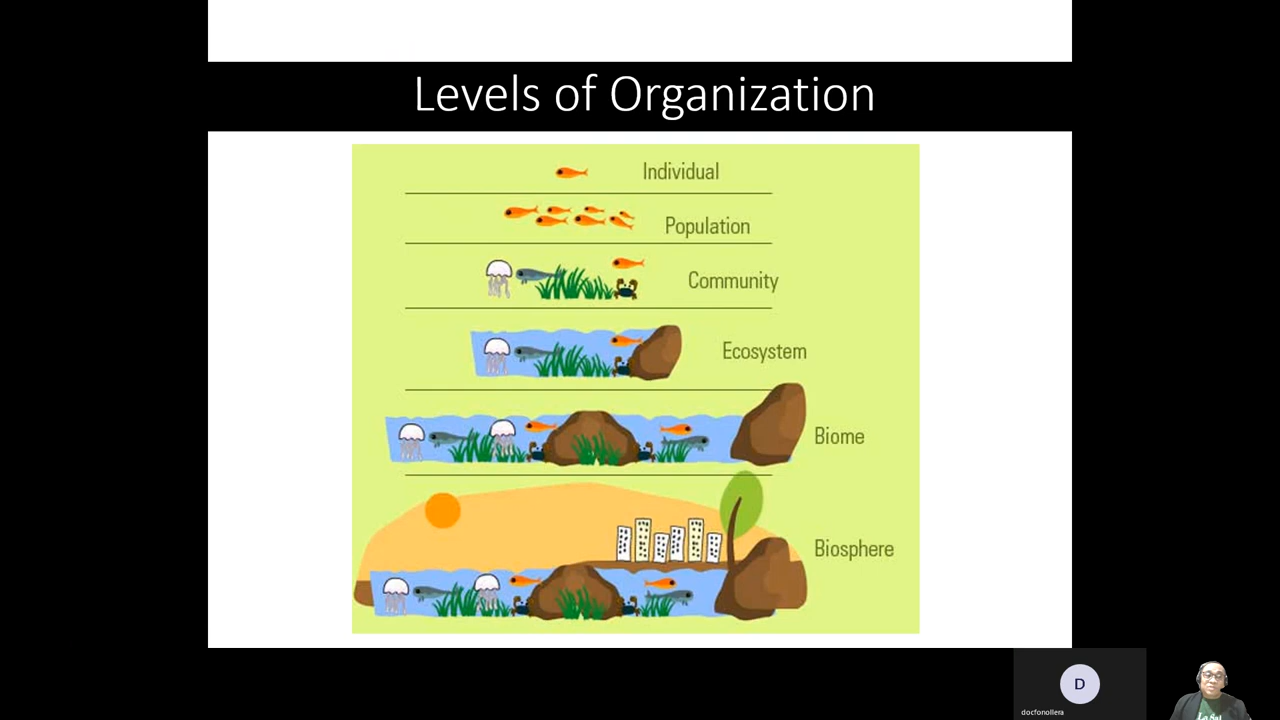 Levels of Organization
Individual
Population
Community
Ecosystem
Biome
Biosphere
D
docfonollera